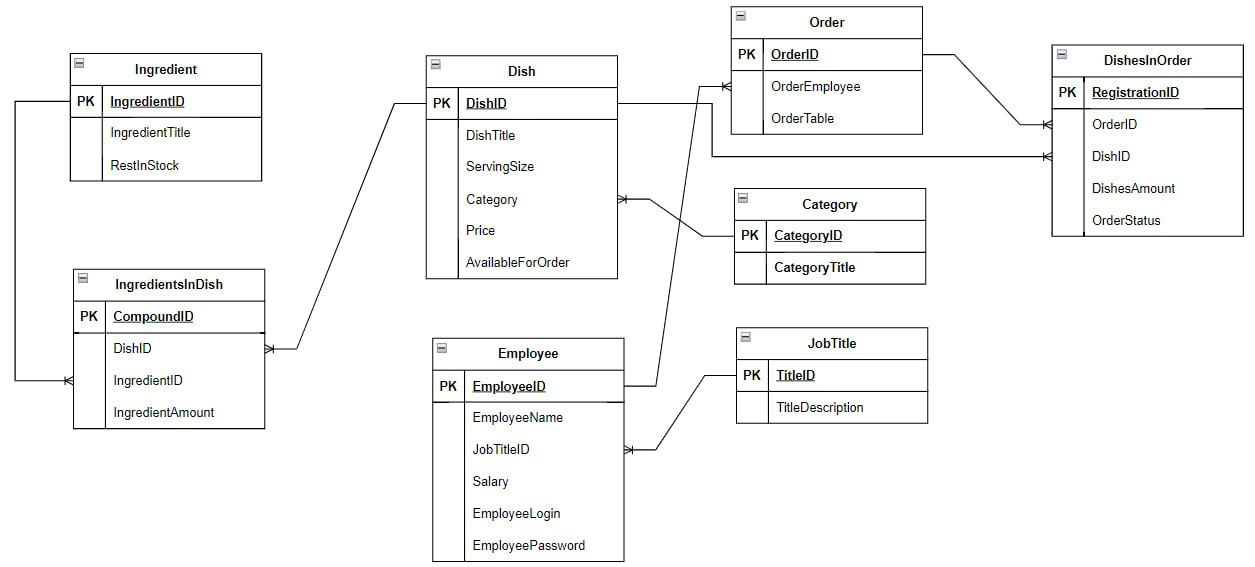 Ingredient
PK IngredientID
IngredientTitle
RestInStock
IngredientsInDish
PK CompoundID
DishID
IngredientID
IngredientAmount
Dish
PK DishID
DishTitle
ServingSize
Category
Price
AvailableForOrder
Employee
PK EmployeeID
EmployeeName
JobTitleID
Salary
EmployeeLogin
EmployeePassword
Order
PK OrderID
OrderEmployee
OrderTable
Category
PK CategoryID
CategoryTitle
JobTitle
PK TitleID
TitleDescription
DishesInOrder
PK RegistrationID
OrderID
DishID
DishesAmount
OrderStatus